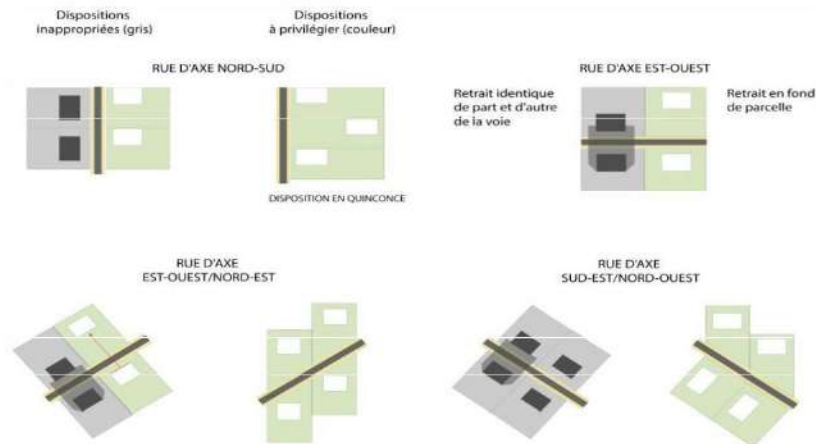 Dispositions
inappropriées (gris)
Dispositions
à privilégier (couleur)
RUE D'AXE NORD-SUD
RUE D'AXE EST-OUEST
Retrait identique
de part et d'autre
de la voie
Retrait en fond
de parcelle
DISPOSITION EN QUINCONCE
RUE D'AXE
EST-OUEST/NORD-EST
RUE D'AXE
SUD-EST/NORD-OUEST